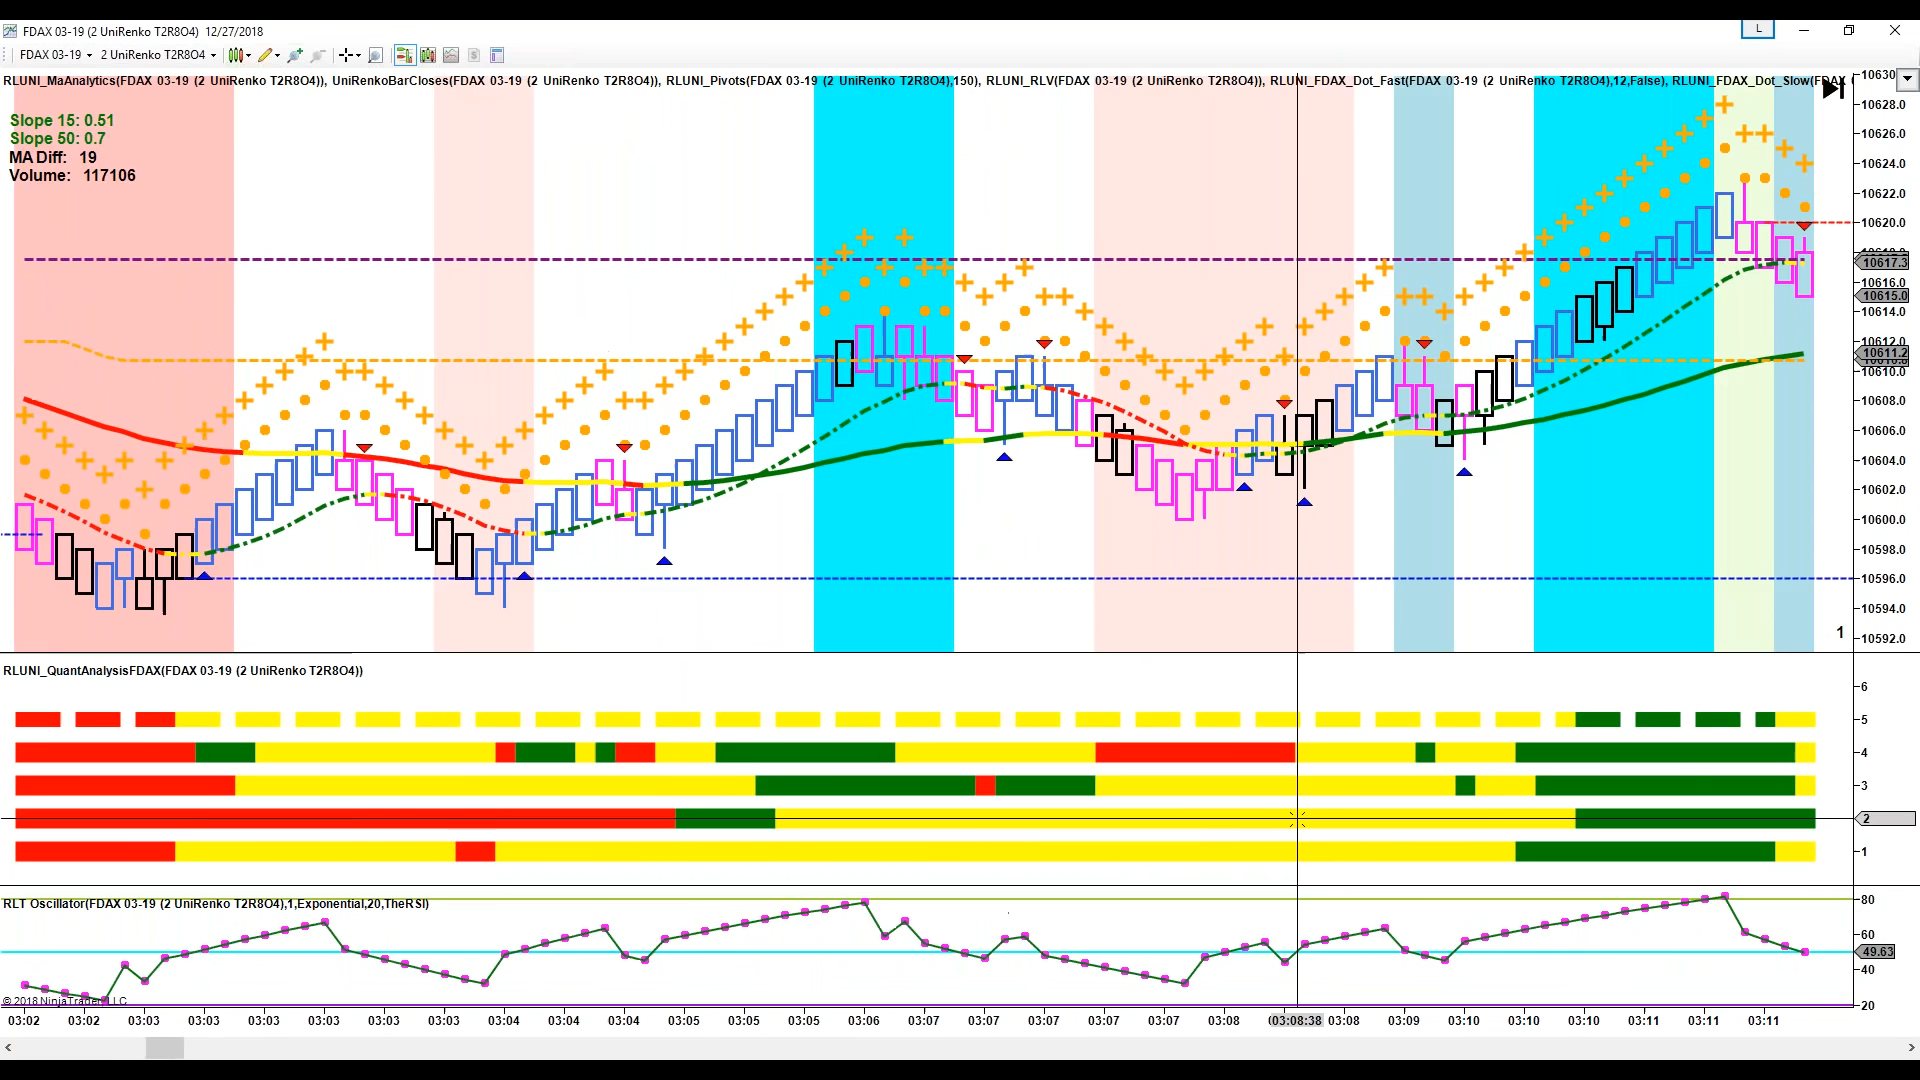 FDAX 03-19 (2 UniRenko T2R8O4)  12/27/2018
L
FDAX 03-19
2 UniRenko T2R8O4
RLUNI_MaAnalytics(FDAX 03-19 (2 UniRenko T2R8O4)), UniRenkoBarCloses(FDAX 03-19 (2 UniRenko T2R8O4)), RLUNI_Pivots(FDAX 03-19 (2 UniRenko T2R8O4),150), RLUNI_RLV(FDAX 03-19 (2 UniRenko T2R8O4)), RLUNI_FDAX_Dot_Fast(FDAX 03-19 (2 UniRenko T2R8O4),12,False), RLUNI_FDAX_Dot_Slow(FDAX
Slope 15: 0.51
Slope 50: 0.7
MA Diff: 19
Volume: 117106
10630
10628.0
10626.0
10624.0
10622.0
10620.0
10617.3
10616.0
10615.0
10614.0
10612.0
10611.2
10610.0
10608.0
10606.0
10604.0
10602.0
10600.0
10598.0
10596.0
10594.0
10592.0
1
RLUNI_QuantAnalysisFDAX(FDAX 03-19 (2 UniRenko T2R8O4))
6
5
4
3
2
1
RLT Oscillator(FDAX 03-19 (2 UniRenko T2R8O4),1,Exponential,20,TheRSI)
80
60
49.63
40
20
© 2018 NinjaTrader, LLC
03:02 03:02 03:03 03:03 03:03 03:03 03:03 03:03 03:04 03:04 03:04 03:05 03:05 03:05 03:06 03:07 03:07 03:07 03:07 03:07 03:08 03:08:38 03:08 03:09 03:10 03:10 03:10 03:11 03:11 03:11